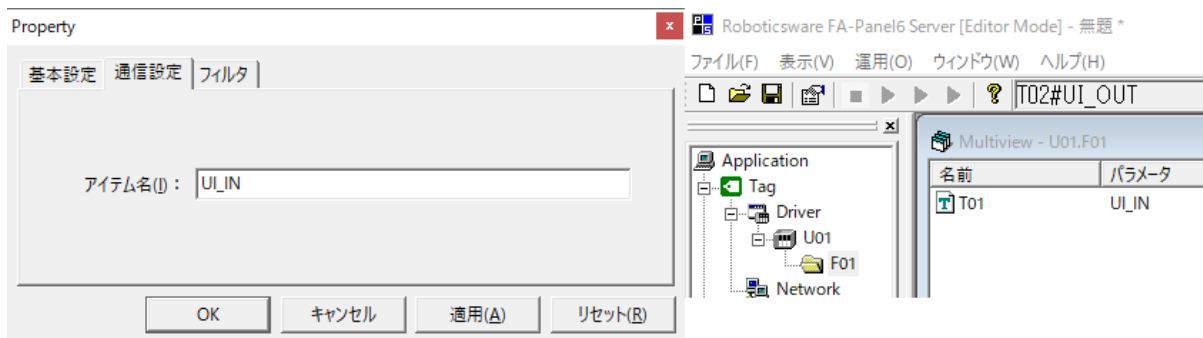 Property
基本設定 通信設定 フィルタ
アイテム名(I)： UI_IN
OK キャンセル 適用(A) リセット(R)
Roboticsware FA-Panel6 Server [Editor Mode] - 無題 *
ファイル(F) 表示(V) 運用(O) ウィンドウ(W) ヘルプ(H)
T02#UI_OUT
Application
Tag
Driver
U01
F01
Network
Multiview - U01.F01
名前 パラメータ
T01 UI_IN